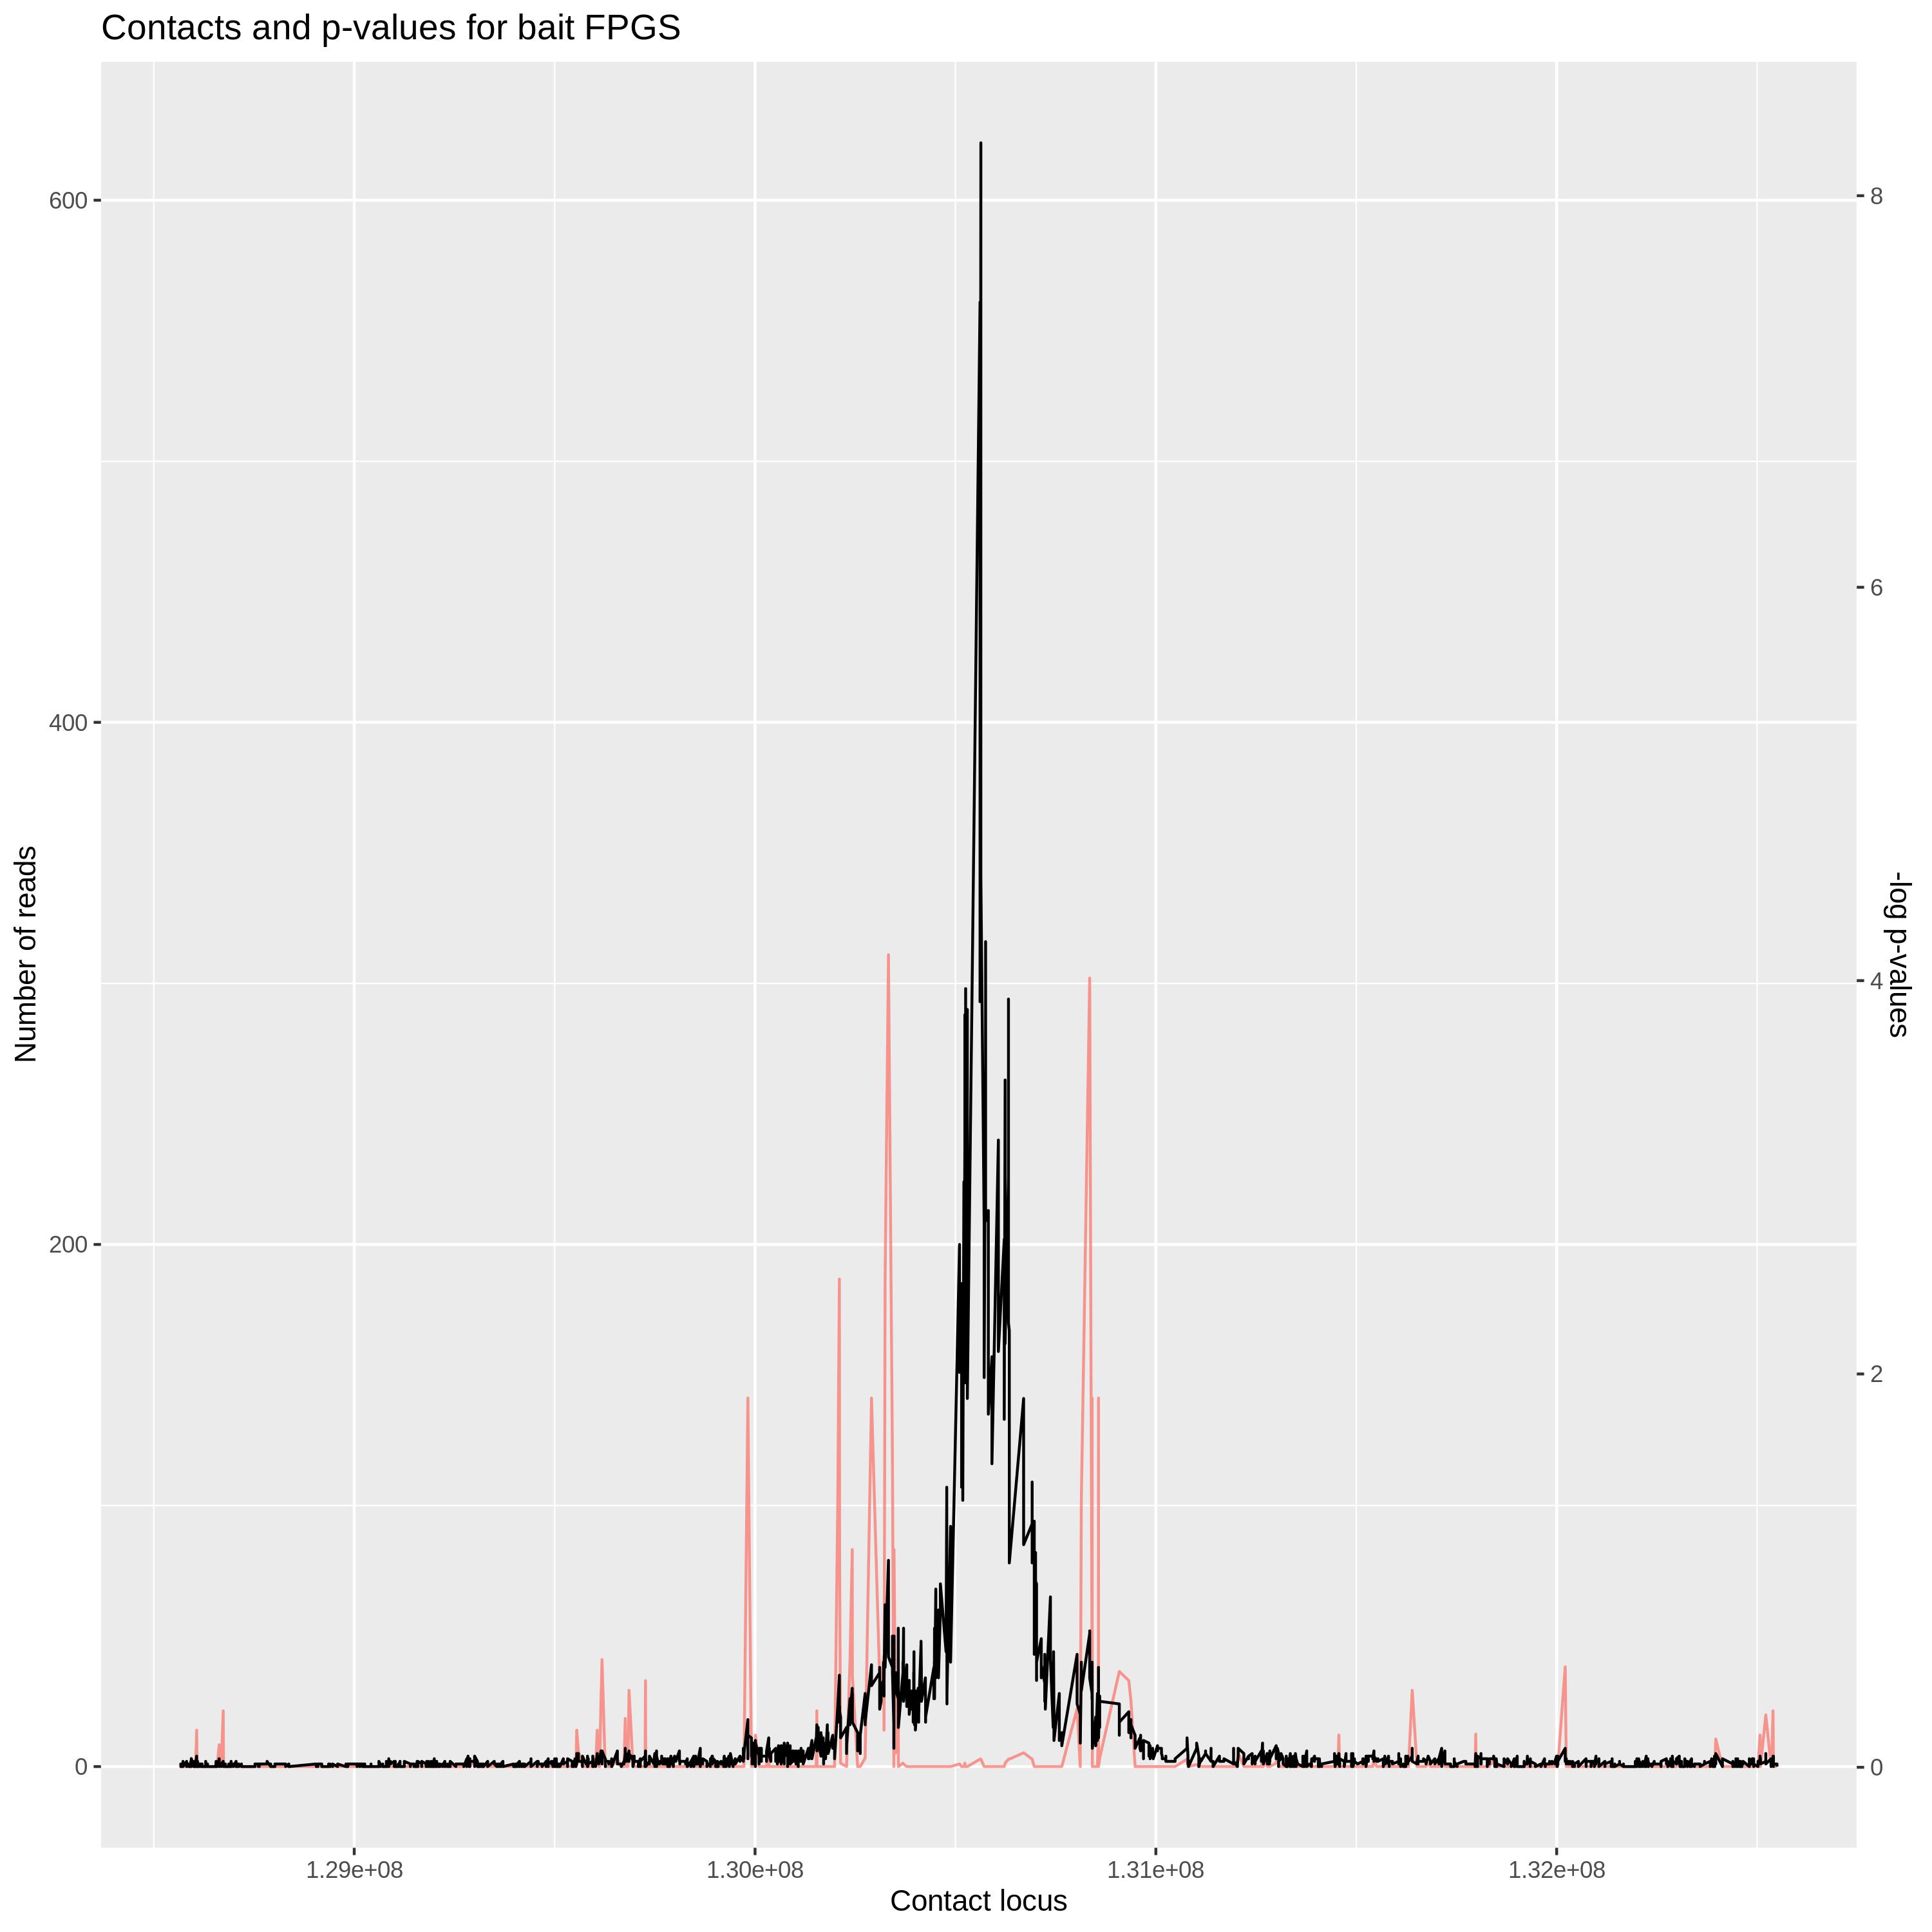 Contacts and p-values for bait FPGS
600
400
200
0
8
6
4
2
0
Number of reads
-log p-values
1.29e+08
1.30e+08
1.31e+08
1.32e+08
Contact locus